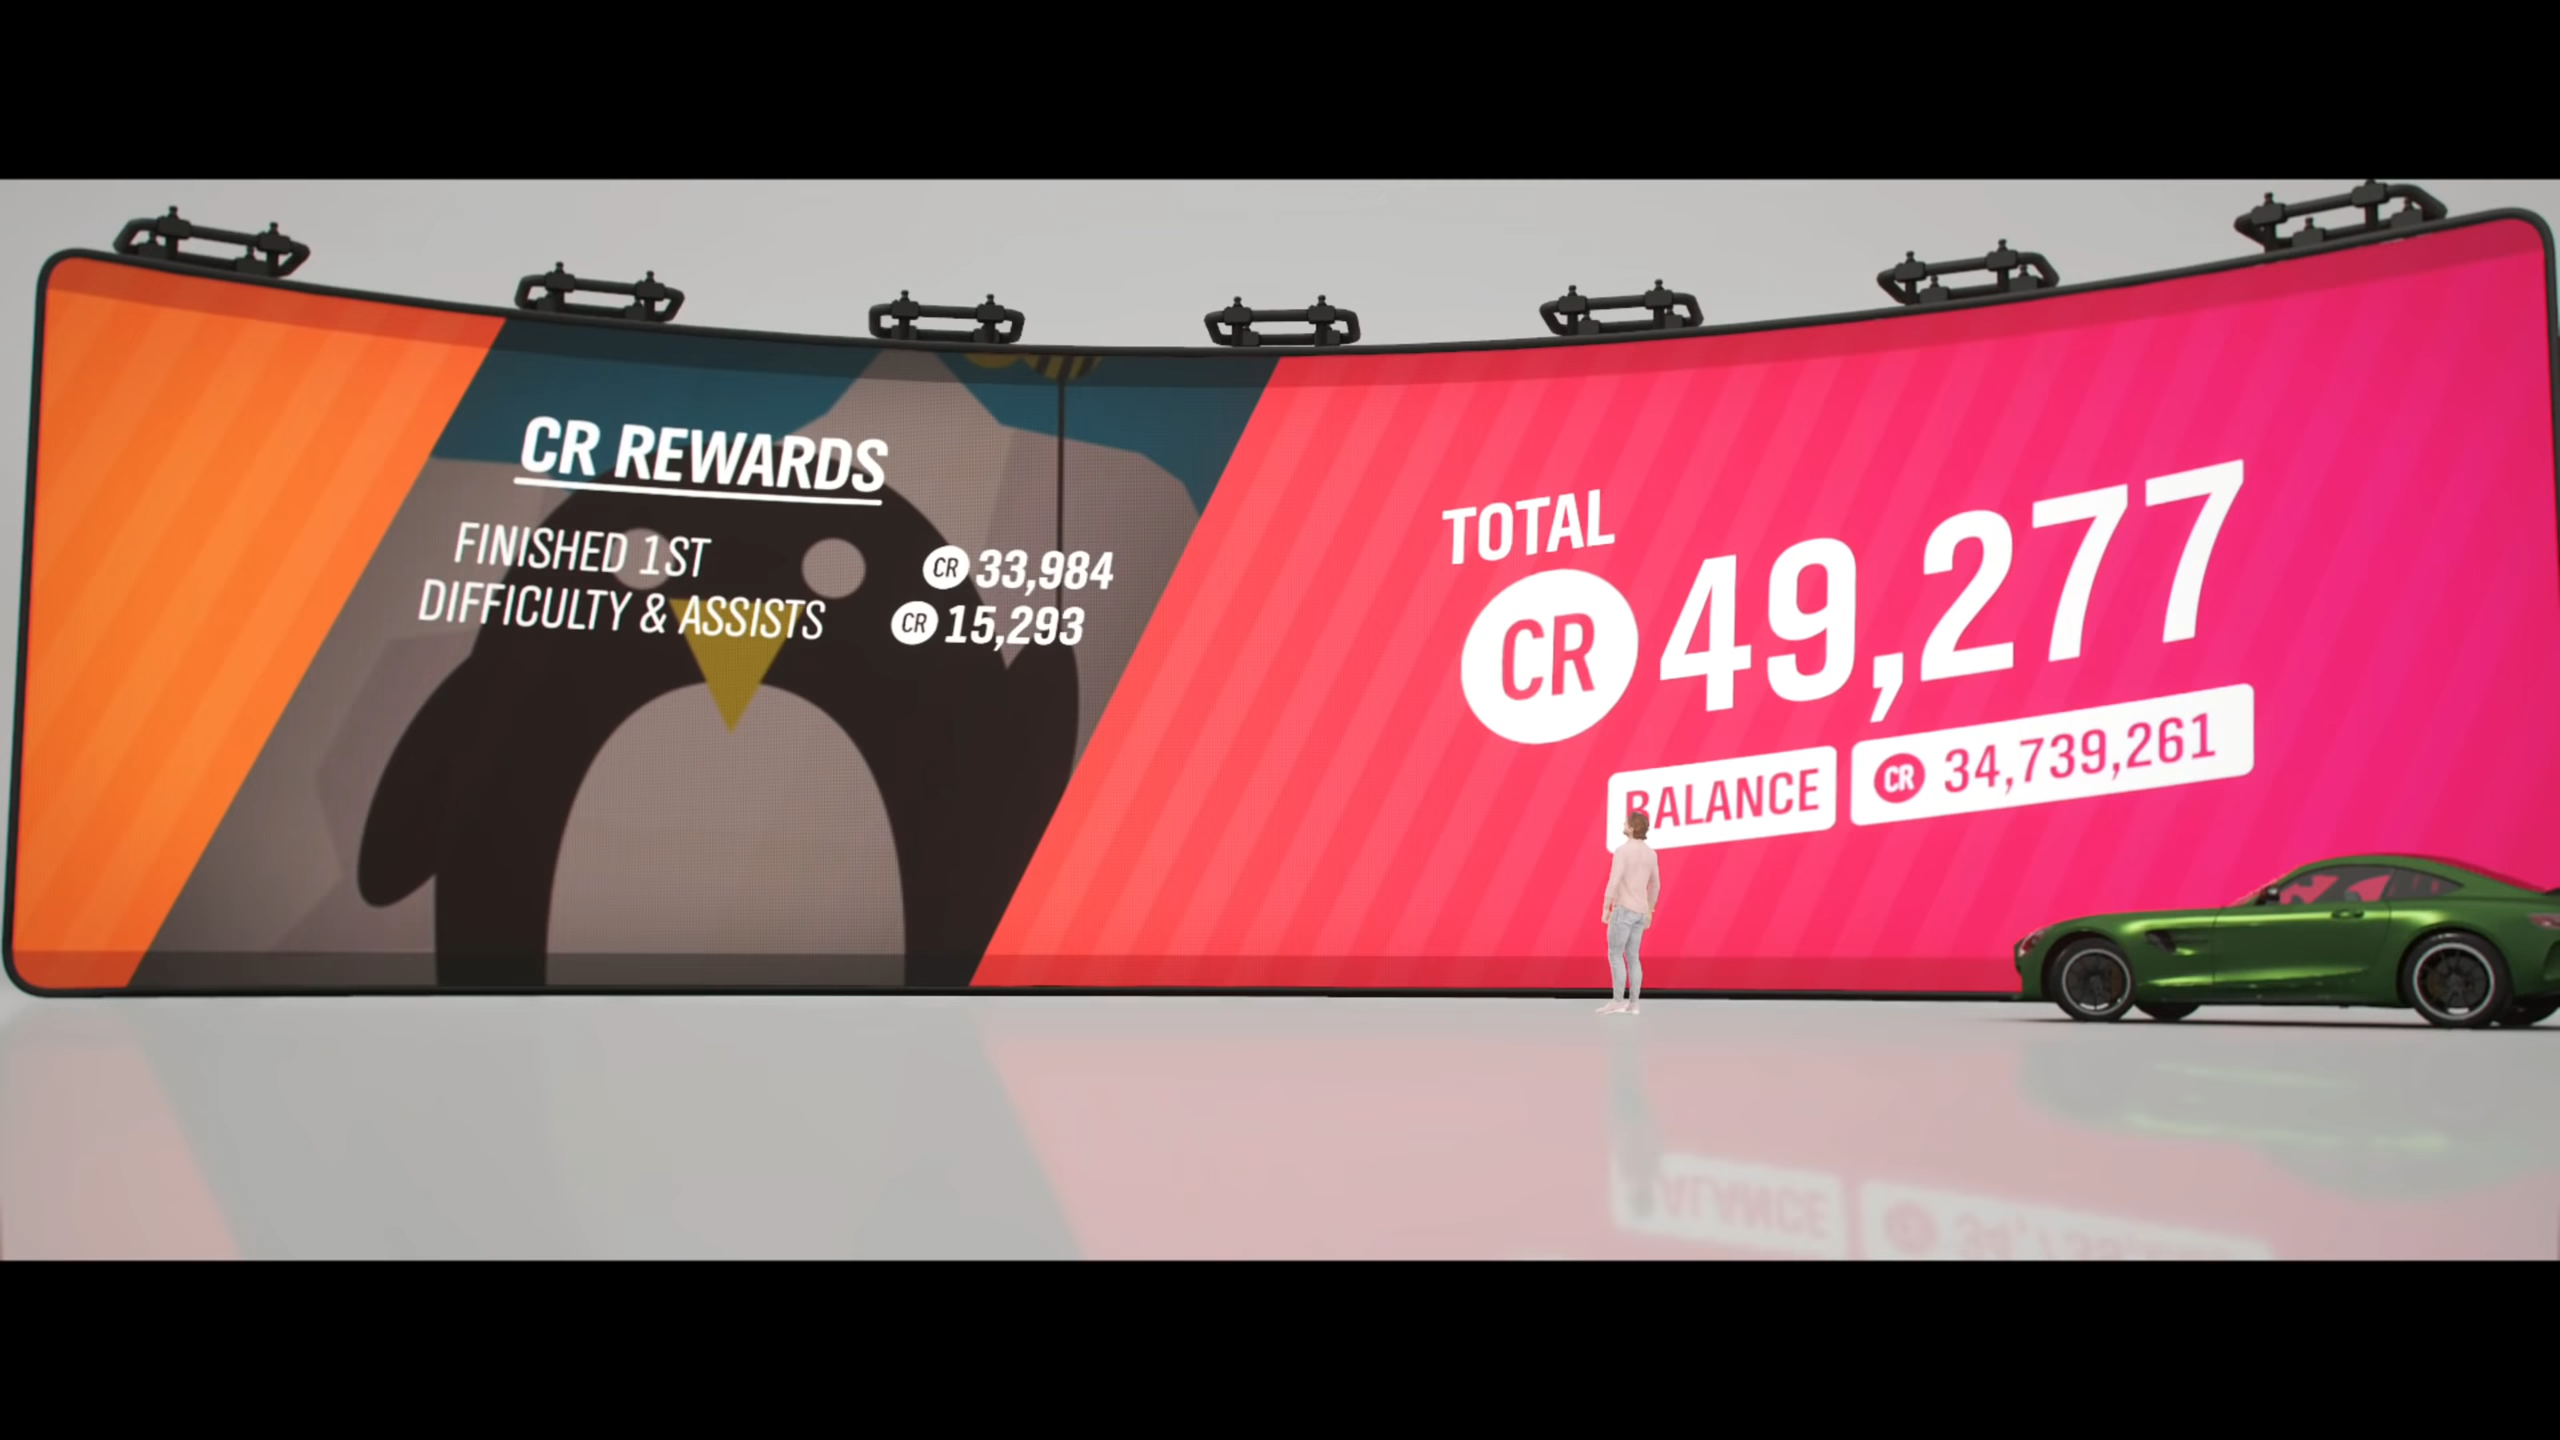 CR REWARDS
FINISHED 1ST CR 33,984
DIFFICULTY & ASSISTS CR 15,293
TOTAL
CR 49,277
BALANCE CR 34,739,261